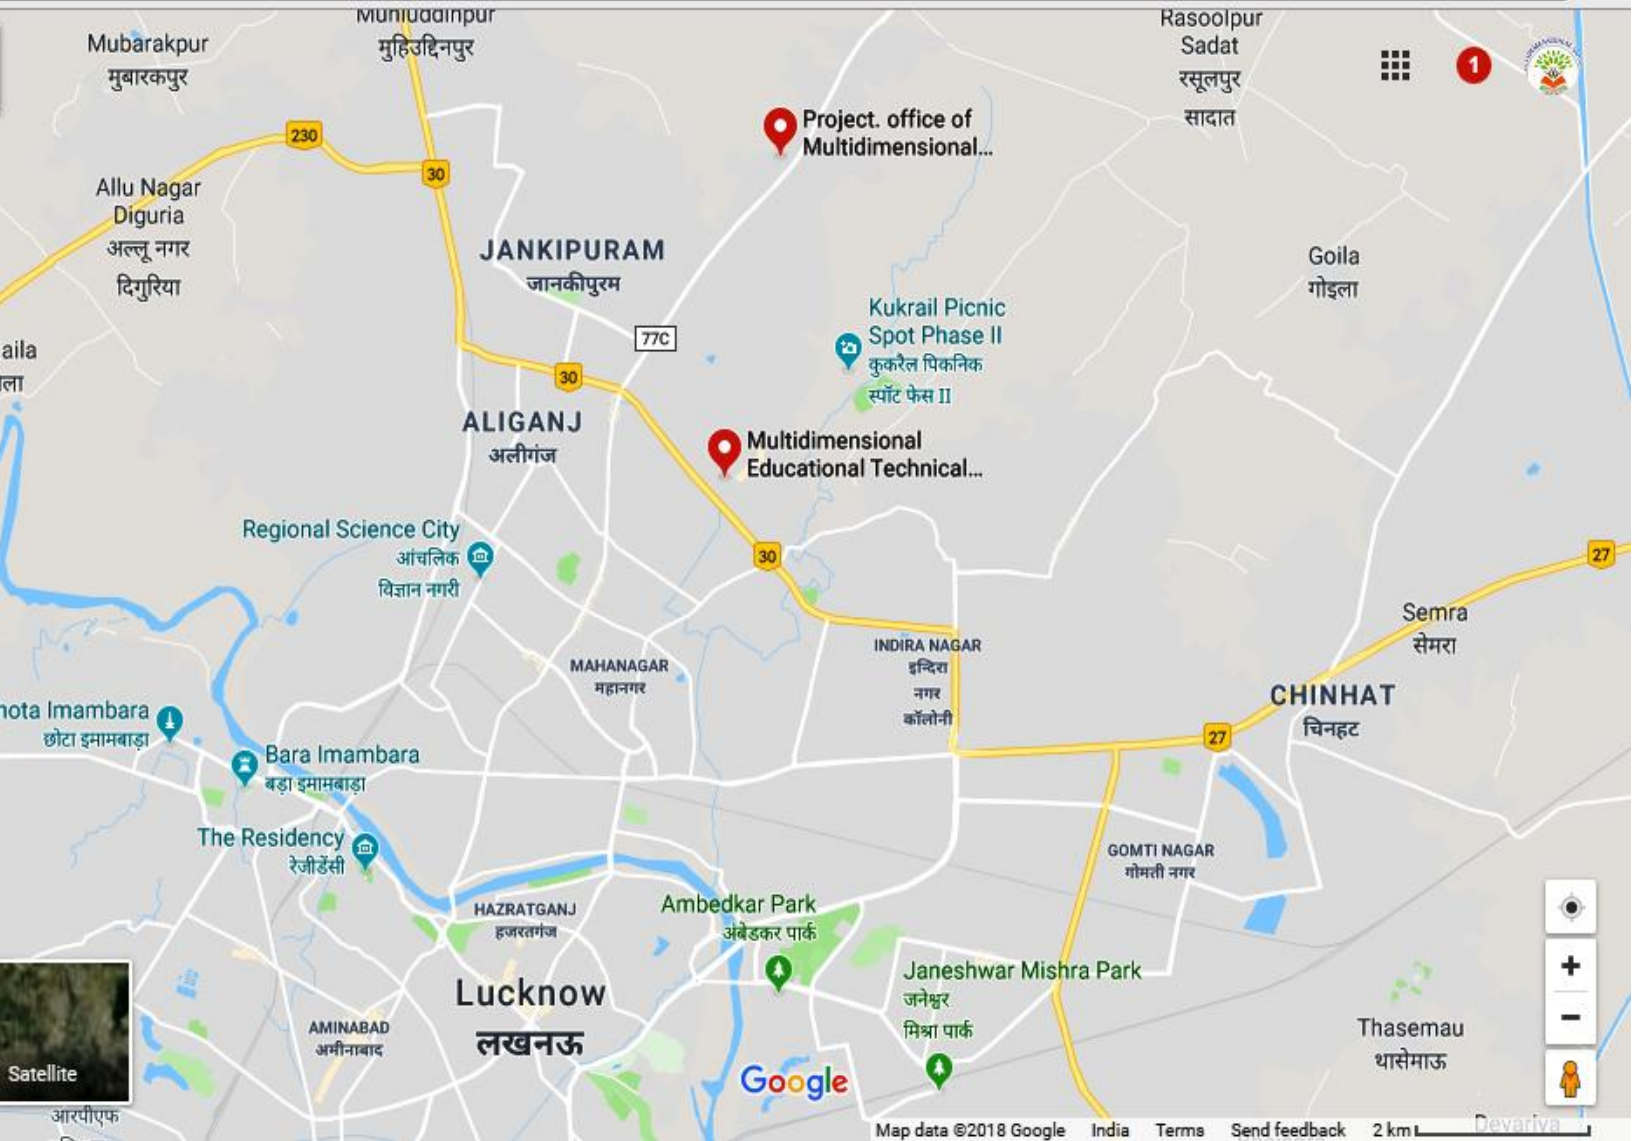 Muhiuddinpur
मुहिउद्दिनपुर
Mubarakpur
मुबारकपुर
Rasoolpur
Sadat
रसूलपुर
सादात
1
230
30
Project. office of
Multidimensional...
Allu Nagar
Diguria
अल्लू नगर
दिगुरिया
JANKIPURAM
जानकीपुरम
Goila
गोइला
77C
Kukrail Picnic
Spot Phase II
कुकरैल पिकनिक
स्पॉट फेस II
aila
ला
30
ALIGANJ
अलीगंज
Multidimensional
Educational Technical...
Regional Science City
आंचलिक
विज्ञान नगरी
30
27
Semra
सेमरा
MAHANAGAR
महानगर
INDIRA NAGAR
इन्दिरा
नगर
कॉलोनी
CHINHAT
चिनहट
27
hota Imambara
छोटा इमामबाड़ा
Bara Imambara
बड़ा इमामबाड़ा
The Residency
रेजीडेंसी
GOMTI NAGAR
गोमती नगर
HAZRATGANJ
हजरतगंज
Ambedkar Park
अंबेडकर पार्क
Janeshwar Mishra Park
जनेश्वर
मिश्रा पार्क
Lucknow
लखनऊ
AMINABAD
अमीनाबाद
Thasemau
थासेमाऊ
Satellite
Google
आरपीएफ
Devariya
Map data ©2018 Google India Terms Send feedback 2 km